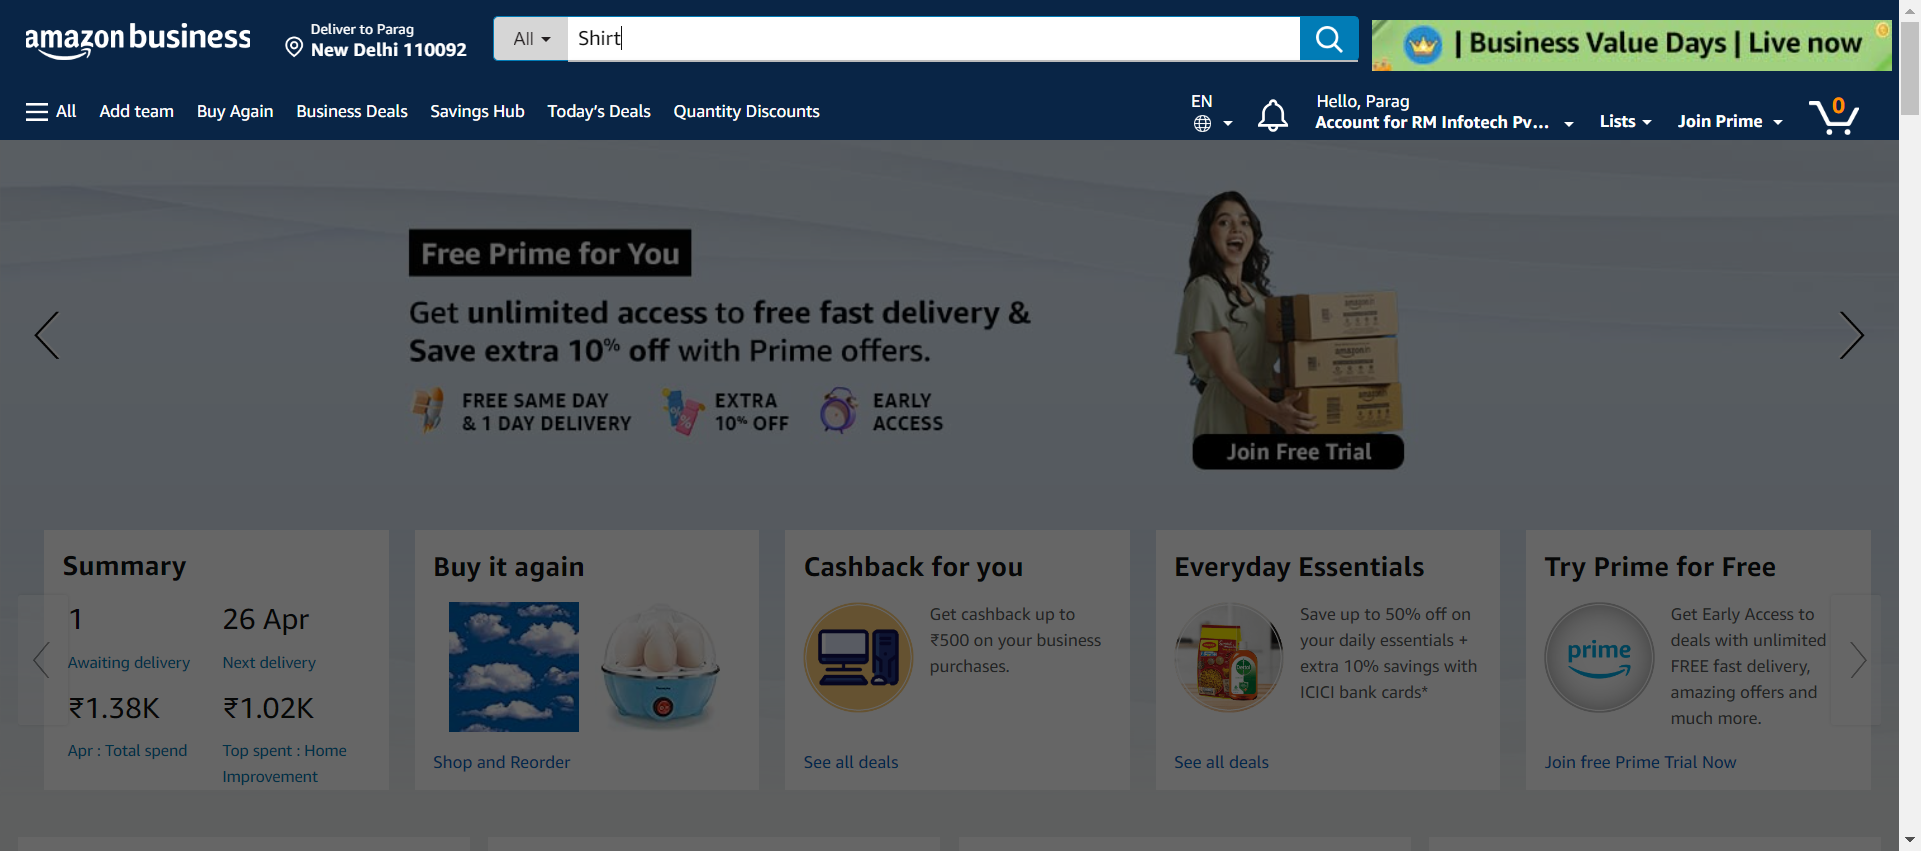 amazon business
Deliver to Parag
New Delhi 110092
All
Shirt
| Business Value Days | Live now
All
Add team
Buy Again
Business Deals
Savings Hub
Today's Deals
Quantity Discounts
EN
Hello, Parag
Account for RM Infotech Pv...
Lists
Join Prime
0
Free Prime for You
Get unlimited access to free fast delivery &
Save extra 10% off with Prime offers.
FREE SAME DAY
& 1 DAY DELIVERY
EXTRA
10% OFF
EARLY
ACCESS
Join Free Trial
Summary
1
Awaiting delivery
26 Apr
Next delivery
₹1.38K
Apr : Total spend
₹1.02K
Top spent : Home
Improvement
Buy it again
Shop and Reorder
Cashback for you
Get cashback up to
₹500 on your business
purchases.
See all deals
Everyday Essentials
Save up to 50% off on
your daily essentials +
extra 10% savings with
ICICI bank cards*
See all deals
Try Prime for Free
prime
Get Early Access to
deals with unlimited
FREE fast delivery,
amazing offers and
much more.
Join free Prime Trial Now